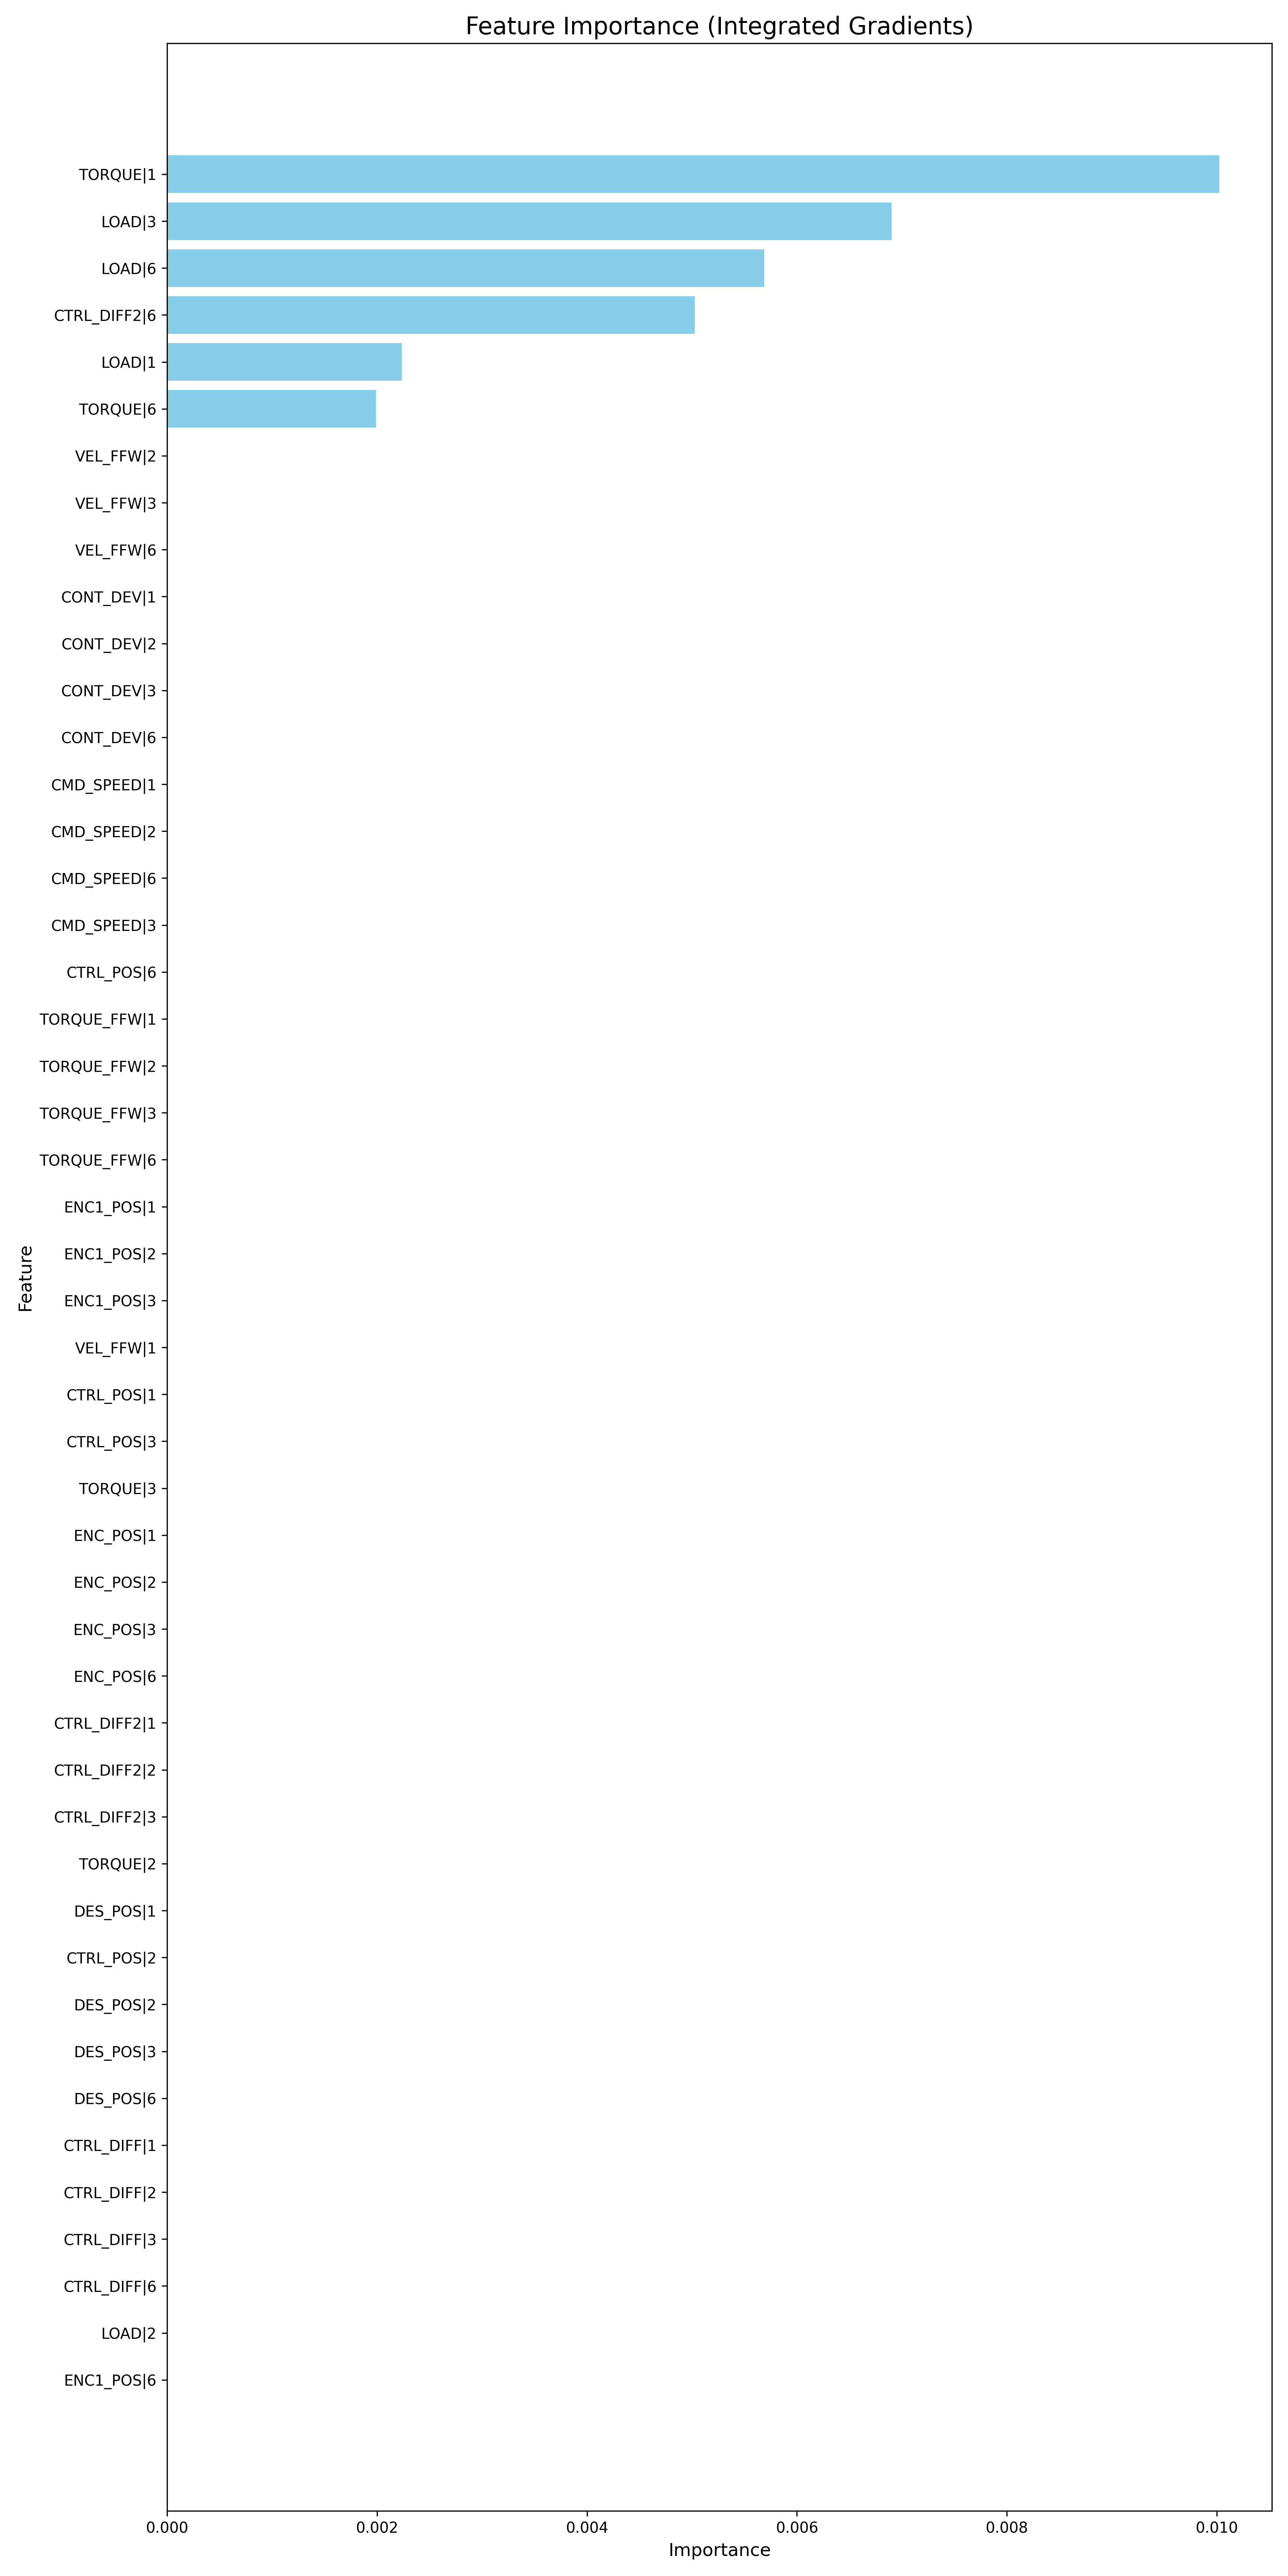 Feature Importance (Integrated Gradients)
TORQUE|1
LOAD|3
LOAD|6
CTRL_DIFF2|6
LOAD|1
TORQUE|6
VEL_FFW|2
VEL_FFW|3
VEL_FFW|6
CONT_DEV|1
CONT_DEV|2
CONT_DEV|3
CONT_DEV|6
CMD_SPEED|1
CMD_SPEED|2
CMD_SPEED|6
CMD_SPEED|3
CTRL_POS|6
TORQUE_FFW|1
TORQUE_FFW|2
TORQUE_FFW|3
TORQUE_FFW|6
ENC1_POS|1
ENC1_POS|2
ENC1_POS|3
VEL_FFW|1
CTRL_POS|1
CTRL_POS|3
TORQUE|3
ENC_POS|1
ENC_POS|2
ENC_POS|3
ENC_POS|6
CTRL_DIFF2|1
CTRL_DIFF2|2
CTRL_DIFF2|3
TORQUE|2
DES_POS|1
CTRL_POS|2
DES_POS|2
DES_POS|3
DES_POS|6
CTRL_DIFF|1
CTRL_DIFF|2
CTRL_DIFF|3
CTRL_DIFF|6
LOAD|2
ENC1_POS|6
Feature
0.000 0.002 0.004 0.006 0.008 0.010
Importance